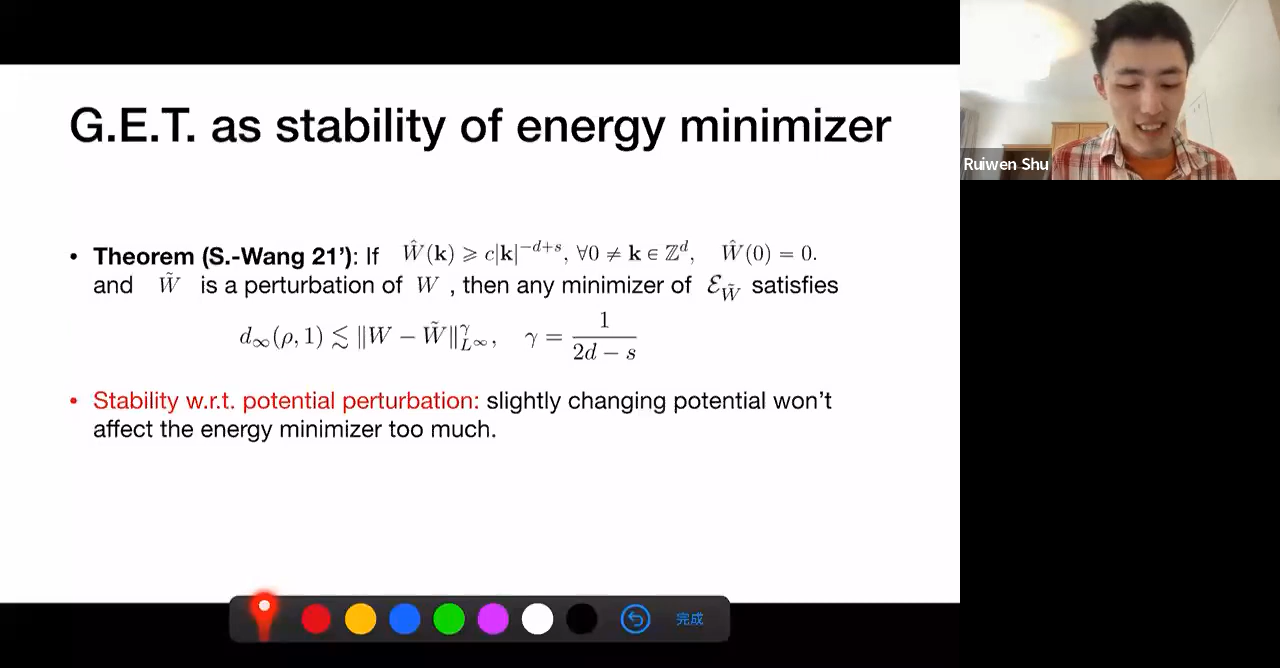 G.E.T. as stability of energy minimizer
Ruiwen Shu
• Theorem (S.-Wang 21’): If Ŵ(𝐤) ⩾ c|𝐤|^{−d+s}, ∀0 ≠ 𝐤 ∈ ℤ^d, Ŵ(0) = 0.
and W̃ is a perturbation of W , then any minimizer of ℰ_{W̃} satisfies
d_∞(ρ, 1) ≲ ‖W − W̃‖^γ_{L^∞}, γ = 1/(2d − s)
• Stability w.r.t. potential perturbation: slightly changing potential won’t
affect the energy minimizer too much.
完成